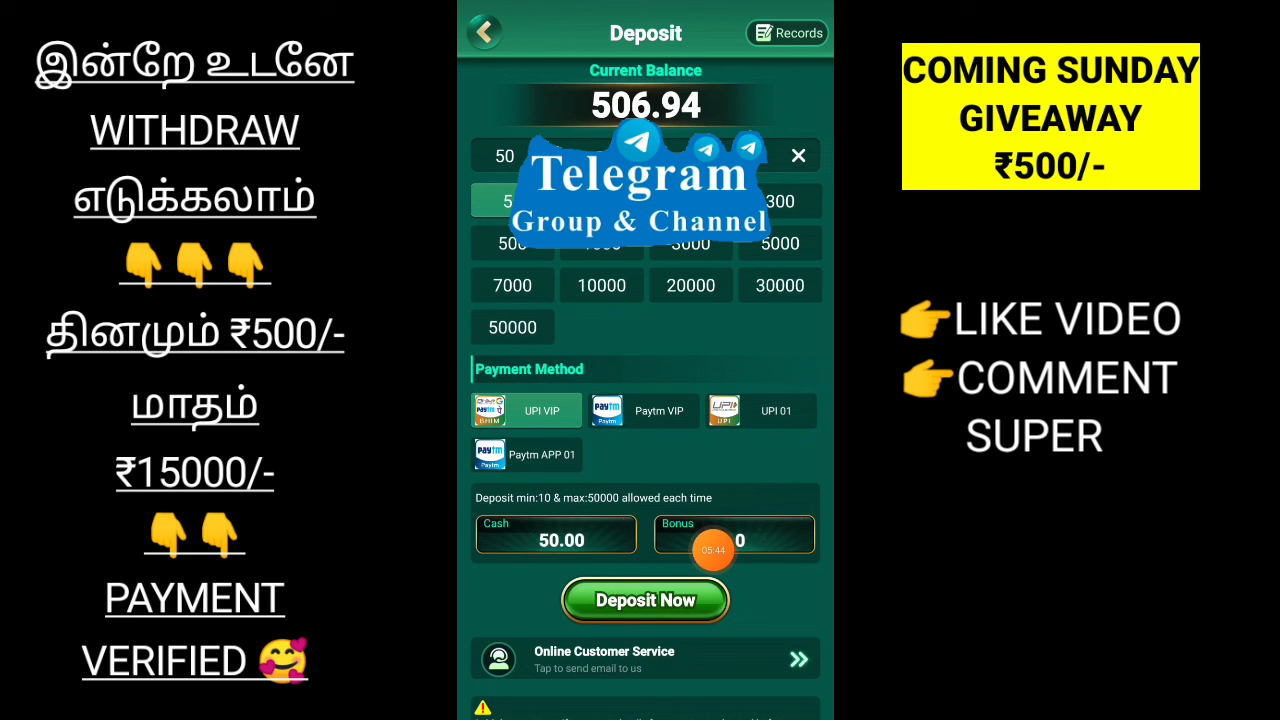 இன்றே உடனே
WITHDRAW
எடுக்கலாம்
👇👇👇
தினமும் ₹500/-
மாதம்
₹15000/-
👇👇
PAYMENT
VERIFIED 🥰
Deposit
Records
Current Balance
506.94
50
Telegram
Group & Channel
300
500
3000
5000
7000
10000
20000
30000
50000
Payment Method
UPI VIP
Paytm VIP
UPI 01
Paytm APP 01
Deposit min:10 & max:50000 allowed each time
Cash
Bonus
50.00
0
05:44
Deposit Now
Online Customer Service
Tap to send email to us
COMING SUNDAY
GIVEAWAY
₹500/-
👉LIKE VIDEO
👉COMMENT
SUPER